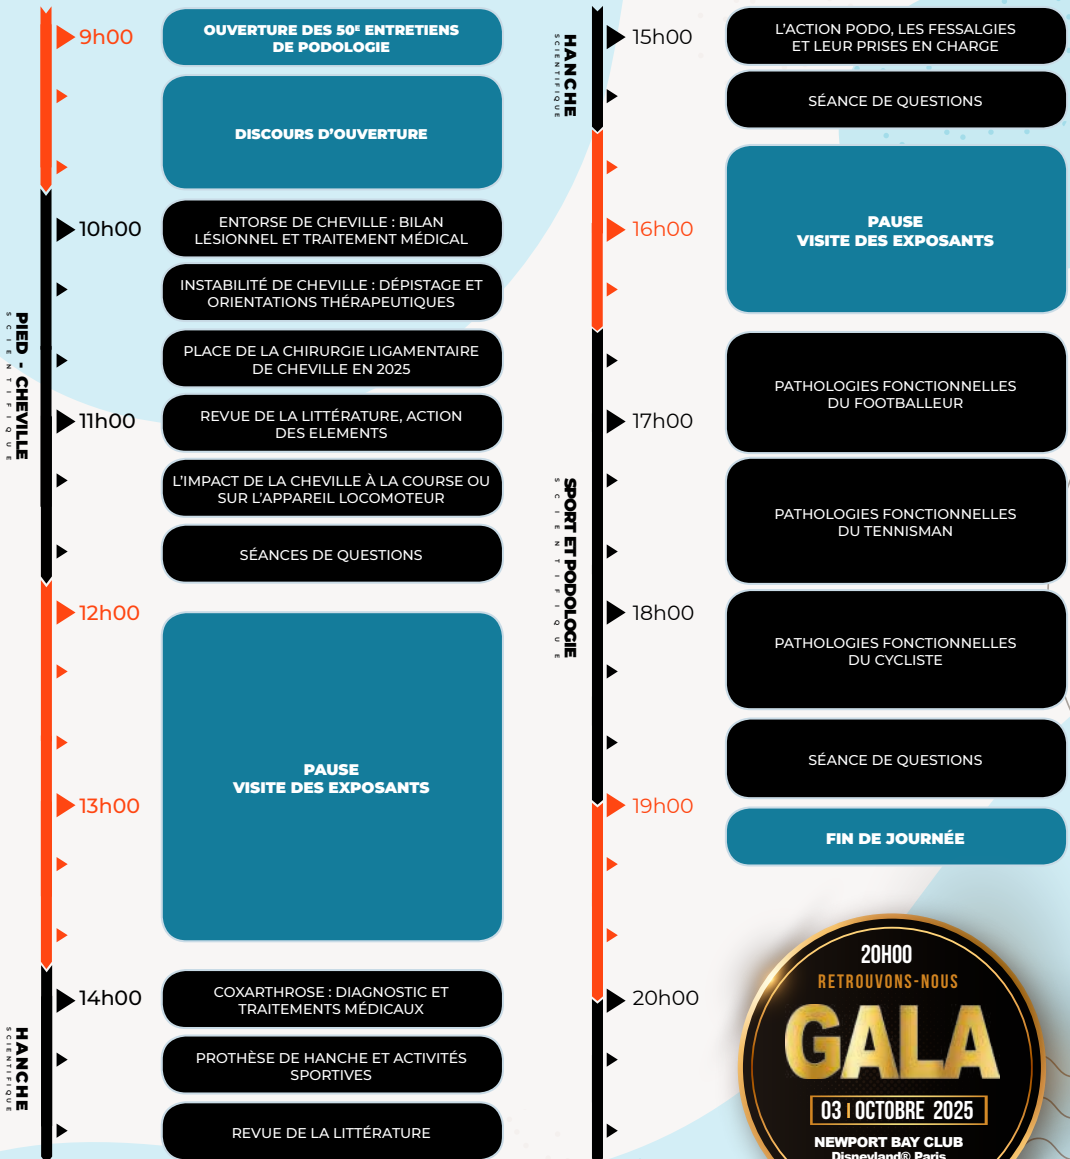 9h00
OUVERTURE DES 50E ENTRETIENS
DE PODOLOGIE
DISCOURS D'OUVERTURE
PIED - CHEVILLE
SCIENTIFIQUE
10h00
ENTORSE DE CHEVILLE : BILAN
LÉSIONNEL ET TRAITEMENT MÉDICAL
INSTABILITÉ DE CHEVILLE : DÉPISTAGE ET
ORIENTATIONS THÉRAPEUTIQUES
PLACE DE LA CHIRURGIE LIGAMENTAIRE
DE CHEVILLE EN 2025
11h00
REVUE DE LA LITTÉRATURE, ACTION
DES ELEMENTS
L'IMPACT DE LA CHEVILLE À LA COURSE OU
SUR L'APPAREIL LOCOMOTEUR
SÉANCES DE QUESTIONS
12h00
PAUSE
VISITE DES EXPOSANTS
13h00
HANCHE
SCIENTIFIQUE
14h00
COXARTHROSE : DIAGNOSTIC ET
TRAITEMENTS MÉDICAUX
PROTHÈSE DE HANCHE ET ACTIVITÉS
SPORTIVES
REVUE DE LA LITTÉRATURE
HANCHE
SCIENTIFIQUE
15h00
L'ACTION PODO, LES FESSALGIES
ET LEUR PRISES EN CHARGE
SÉANCE DE QUESTIONS
16h00
PAUSE
VISITE DES EXPOSANTS
SPORT ET PODOLOGIE
SCIENTIFIQUE
PATHOLOGIES FONCTIONNELLES
DU FOOTBALLEUR
17h00
PATHOLOGIES FONCTIONNELLES
DU TENNISMAN
18h00
PATHOLOGIES FONCTIONNELLES
DU CYCLISTE
SÉANCE DE QUESTIONS
19h00
FIN DE JOURNÉE
20h00
20H00
RETROUVONS-NOUS
GALA
03 | OCTOBRE 2025
NEWPORT BAY CLUB
Disneyland® Paris